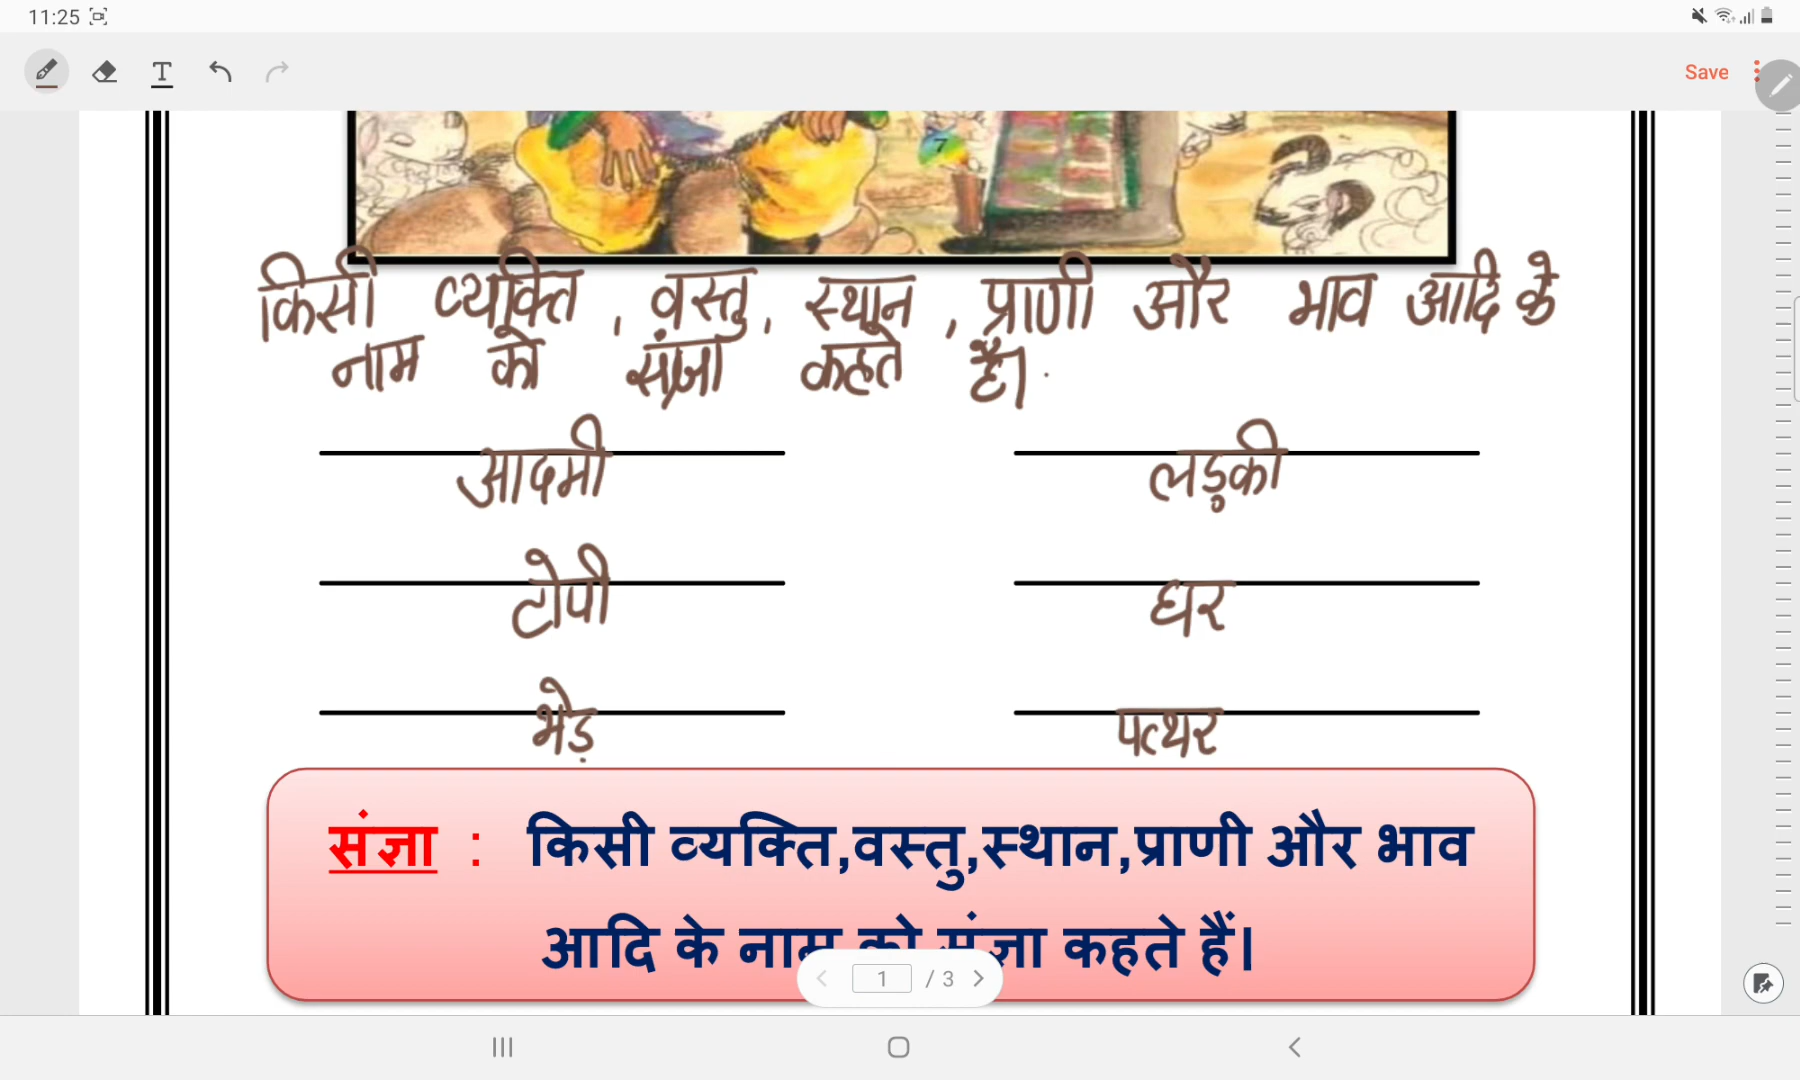 11:25
T
Save
7
किसी व्यक्ति, वस्तु, स्थान, प्राणी और भाव आदि के
नाम को संज्ञा कहते हैं।
आदमी लड़की
टोपी घर
भेड़ पत्थर
संज्ञा : किसी व्यक्ति,वस्तु,स्थान,प्राणी और भाव
आदि के नाम को संज्ञा कहते हैं।
1 / 3